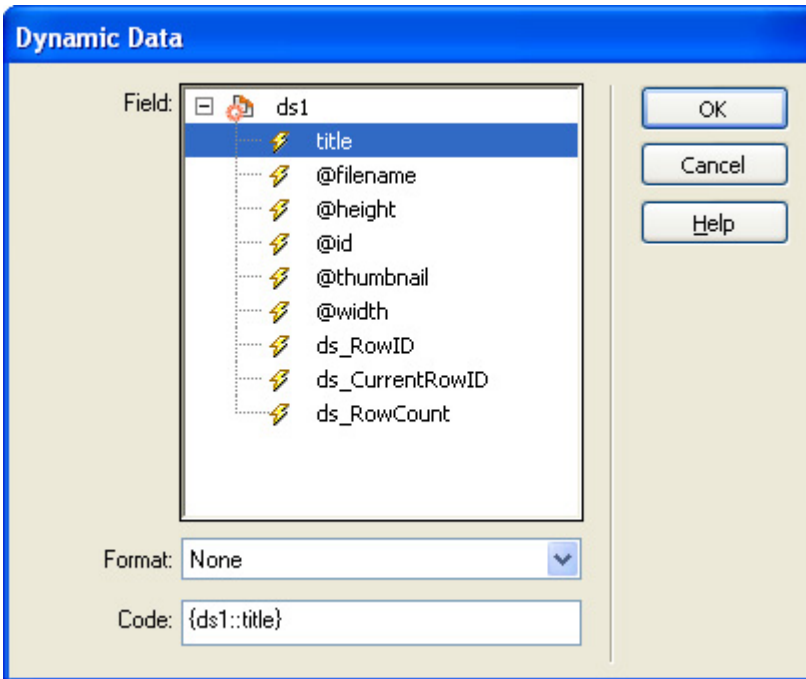 Dynamic Data
Field:
ds1
title
@filename
@height
@id
@thumbnail
@width
ds_RowID
ds_CurrentRowID
ds_RowCount
OK
Cancel
Help
Format: None
Code: {ds1::title}